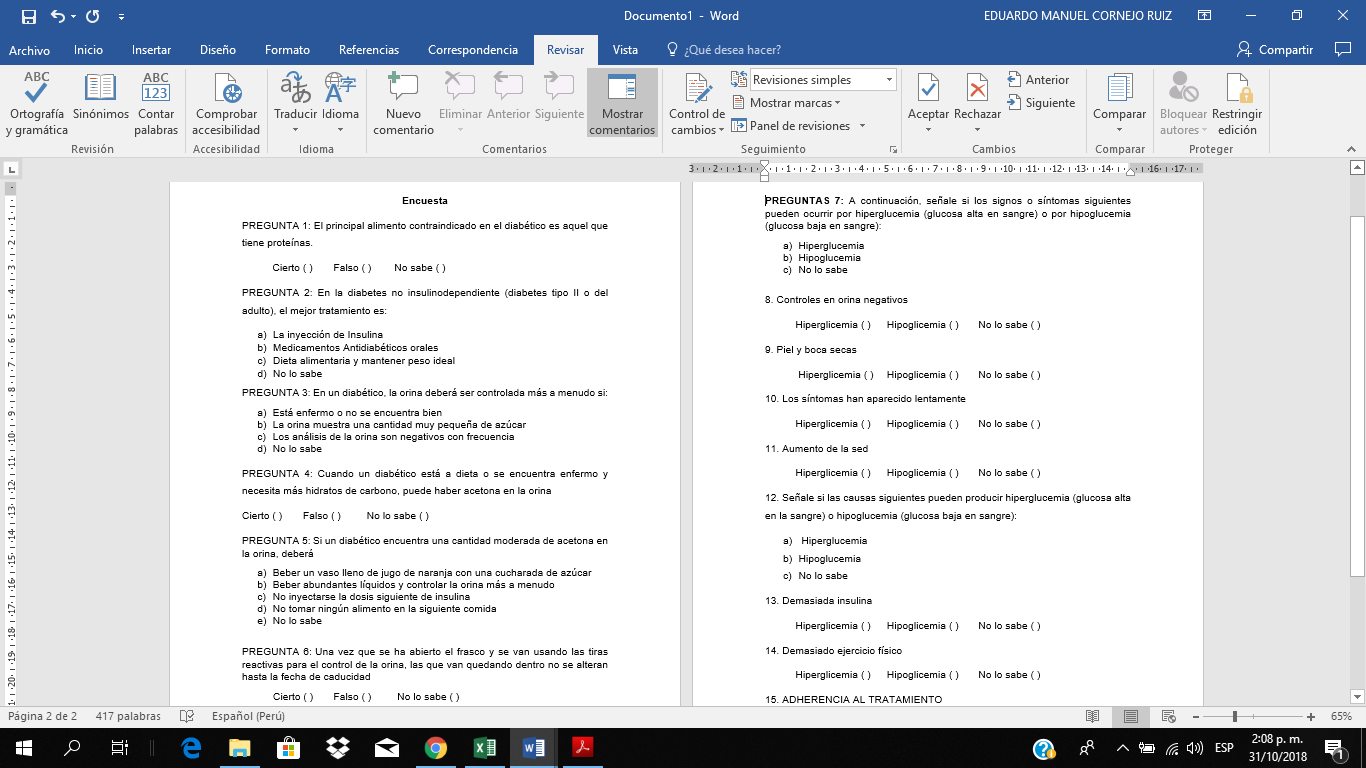 Documento1 - Word
EDUARDO MANUEL CORNEJO RUIZ
Archivo Inicio Insertar Diseño Formato Referencias Correspondencia Revisar Vista ¿Qué desea hacer? Compartir
ABC
Ortografía y gramática
Sinónimos
ABC
123
Contar palabras
Revisión
Comprobar accesibilidad
Accesibilidad
Traducir
Idioma
Idioma
Nuevo comentario
Eliminar
Anterior
Siguiente
Mostrar comentarios
Comentarios
Control de cambios
Revisiones simples
Mostrar marcas
Panel de revisiones
Seguimiento
Aceptar
Rechazar
Anterior
Siguiente
Cambios
Comparar
Comparar
Bloquear autores
Restringir edición
Proteger
Encuesta
PREGUNTA 1: El principal alimento contraindicado en el diabético es aquel que
tiene proteínas.
Cierto ( ) Falso ( ) No sabe ( )
PREGUNTA 2: En la diabetes no insulinodependiente (diabetes tipo II o del
adulto), el mejor tratamiento es:
a) La inyección de Insulina
b) Medicamentos Antidiabéticos orales
c) Dieta alimentaria y mantener peso ideal
d) No lo sabe
PREGUNTA 3: En un diabético, la orina deberá ser controlada más a menudo si:
a) Está enfermo o no se encuentra bien
b) La orina muestra una cantidad muy pequeña de azúcar
c) Los análisis de la orina son negativos con frecuencia
d) No lo sabe
PREGUNTA 4: Cuando un diabético está a dieta o se encuentra enfermo y
necesita más hidratos de carbono, puede haber acetona en la orina
Cierto ( ) Falso ( ) No lo sabe ( )
PREGUNTA 5: Si un diabético encuentra una cantidad moderada de acetona en
la orina, deberá
a) Beber un vaso lleno de jugo de naranja con una cucharada de azúcar
b) Beber abundantes líquidos y controlar la orina más a menudo
c) No inyectarse la dosis siguiente de insulina
d) No tomar ningún alimento en la siguiente comida
e) No lo sabe
PREGUNTA 6: Una vez que se ha abierto el frasco y se van usando las tiras
reactivas para el control de la orina, las que van quedando dentro no se alteran
hasta la fecha de caducidad
Cierto ( ) Falso ( ) No lo sabe ( )
PREGUNTAS 7: A continuación, señale si los signos o síntomas siguientes
pueden ocurrir por hiperglucemia (glucosa alta en sangre) o por hipoglucemia
(glucosa baja en sangre):
a) Hiperglucemia
b) Hipoglucemia
c) No lo sabe
8. Controles en orina negativos
Hiperglicemia ( ) Hipoglicemia ( ) No lo sabe ( )
9. Piel y boca secas
Hiperglicemia ( ) Hipoglicemia ( ) No lo sabe ( )
10. Los síntomas han aparecido lentamente
Hiperglicemia ( ) Hipoglicemia ( ) No lo sabe ( )
11. Aumento de la sed
Hiperglicemia ( ) Hipoglicemia ( ) No lo sabe ( )
12. Señale si las causas siguientes pueden producir hiperglucemia (glucosa alta
en la sangre) o hipoglucemia (glucosa baja en sangre):
a) Hiperglucemia
b) Hipoglucemia
c) No lo sabe
13. Demasiada insulina
Hiperglicemia ( ) Hipoglicemia ( ) No lo sabe ( )
14. Demasiado ejercicio físico
Hiperglicemia ( ) Hipoglicemia ( ) No lo sabe ( )
15. ADHERENCIA AL TRATAMIENTO
Página 2 de 2 417 palabras Español (Perú) 65%
ESP
2:08 p. m.
31/10/2018
1